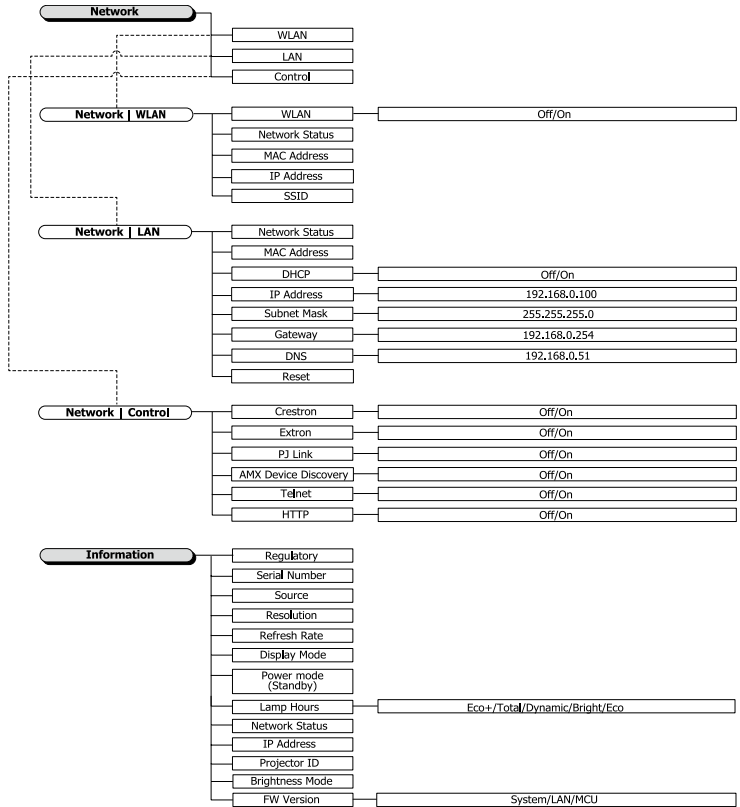 Network
WLAN
LAN
Control
Network | WLAN
WLAN
Off/On
Network Status
MAC Address
IP Address
SSID
Network | LAN
Network Status
MAC Address
DHCP
Off/On
IP Address
192.168.0.100
Subnet Mask
255.255.255.0
Gateway
192.168.0.254
DNS
192.168.0.51
Reset
Network | Control
Crestron
Off/On
Extron
Off/On
PJ Link
Off/On
AMX Device Discovery
Off/On
Telnet
Off/On
HTTP
Off/On
Information
Regulatory
Serial Number
Source
Resolution
Refresh Rate
Display Mode
Power mode
(Standby)
Lamp Hours
Eco+/Total/Dynamic/Bright/Eco
Network Status
IP Address
Projector ID
Brightness Mode
FW Version
System/LAN/MCU